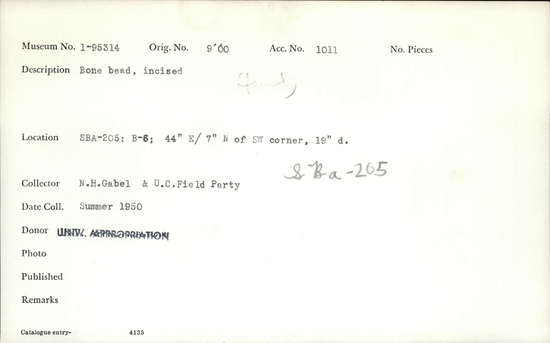 Museum No. 1-95314 Orig. No. 9'60 Acc. No. 1011 No. Pieces
Description Bone bead, incised
Location SBA-205: B-6; 44" E/ 7" N of SW corner, 19" d.
S Ba-205
Collector N.H.Gabel & U.C.Field Party
Date Coll. Summer 1950
Donor UNIV. APPROPRIATION
Photo
Published
Remarks
Catalogue entry- 4135